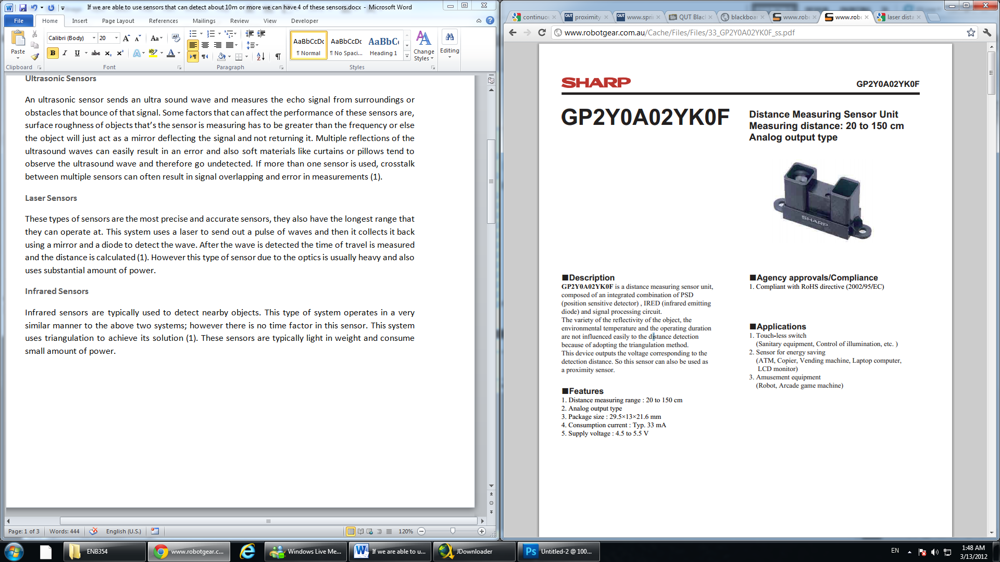 If we are able to use sensors that can detect about 10m or more we can have 4 of these sensors.docx - Microsoft Word
File Home Insert Page Layout References Mailings Review View Developer
Paste
Calibri (Body) 20
AaBbCcDc AaBbCcDc AaBbC
¶ Normal ¶ No Spaci... Heading 1
Change Styles
Editing
Clipboard Font Paragraph Styles
Ultrasonic Sensors
An ultrasonic sensor sends an ultra sound wave and measures the echo signal from surroundings or
obstacles that bounce of that signal. Some factors that can affect the performance of these sensors are,
surface roughness of objects that's the sensor is measuring has to be greater than the frequency or else
the object will just act as a mirror deflecting the signal and not returning it. Multiple reflections of the
ultrasound waves can easily result in an error and also soft materials like curtains or pillows tend to
observe the ultrasound wave and therefore go undetected. If more than one sensor is used, crosstalk
between multiple sensors can often result in signal overlapping and error in measurements (1).
Laser Sensors
These types of sensors are the most precise and accurate sensors, they also have the longest range that
they can operate at. This system uses a laser to send out a pulse of waves and then it collects it back
using a mirror and a diode to detect the wave. After the wave is detected the time of travel is measured
and the distance is calculated (1). However this type of sensor due to the optics is usually heavy and also
uses substantial amount of power.
Infrared Sensors
Infrared sensors are typically used to detect nearby objects. This type of system operates in a very
similar manner to the above two systems; however there is no time factor in this sensor. This system
uses triangulation to achieve its solution (1). These sensors are typically light in weight and consume
small amount of power.
Page: 1 of 3 Words: 444 English (U.S.) 120%
continuo proximity www.spri QUT Blac blackboa www.rob www.rob laser dista
www.robotgear.com.au/Cache/Files/Files/33_GP2Y0A02YK0F_ss.pdf
SHARP GP2Y0A02YK0F
GP2Y0A02YK0F
Distance Measuring Sensor Unit
Measuring distance: 20 to 150 cm
Analog output type
SHARP
■Description
GP2Y0A02YK0F is a distance measuring sensor unit,
composed of an integrated combination of PSD
(position sensitive detector) , IRED (infrared emitting
diode) and signal processing circuit.
The variety of the reflectivity of the object, the
environmental temperature and the operating duration
are not influenced easily to the distance detection
because of adopting the triangulation method.
This device outputs the voltage corresponding to the
detection distance. So this sensor can also be used as
a proximity sensor.
■Features
1. Distance measuring range : 20 to 150 cm
2. Analog output type
3. Package size : 29.5×13×21.6 mm
4. Consumption current : Typ. 33 mA
5. Supply voltage : 4.5 to 5.5 V
■Agency approvals/Compliance
1. Compliant with RoHS directive (2002/95/EC)
■Applications
1. Touch-less switch
(Sanitary equipment, Control of illumination, etc. )
2. Sensor for energy saving
(ATM, Copier, Vending machine, Laptop computer,
LCD monitor)
3. Amusement equipment
(Robot, Arcade game machine)
ENB354 www.robotgear.c... Windows Live Me... If we are able to u... JDownloader Untitled-2 @ 100...
EN 1:48 AM
3/13/2012